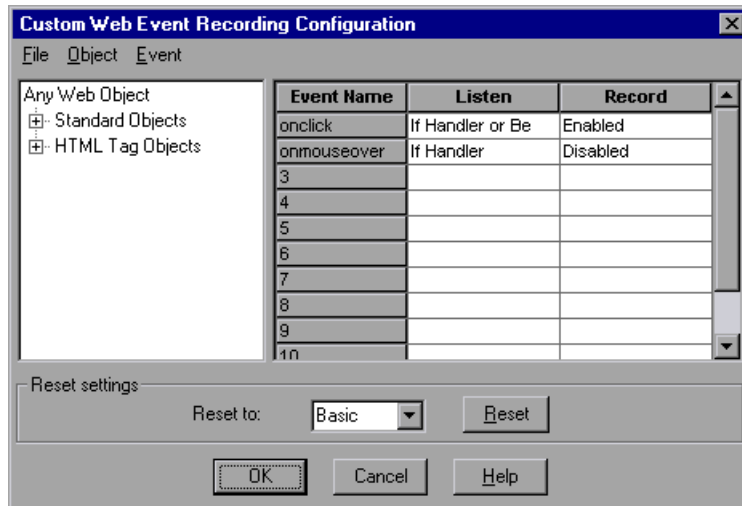 Custom Web Event Recording Configuration
File Object Event
Any Web Object
Standard Objects
HTML Tag Objects
Event Name Listen Record
onclick If Handler or Be Enabled
onmouseover If Handler Disabled
3
4
5
6
7
8
9
10
Reset settings
Reset to: Basic Reset
OK Cancel Help